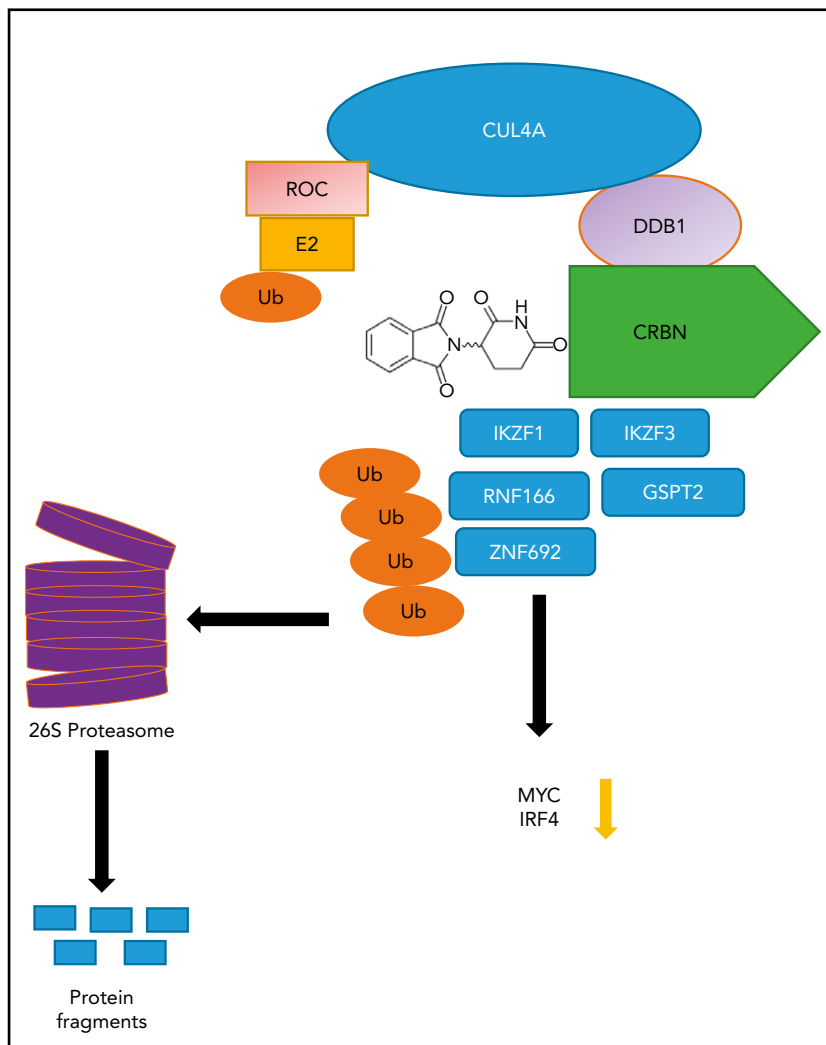 CUL4A
ROC
DDB1
E2
Ub
O
O
H
N
N
O
O
CRBN
IKZF1
IKZF3
Ub
RNF166
GSPT2
Ub
ZNF692
Ub
Ub
26S Proteasome
MYC
IRF4
Protein
fragments